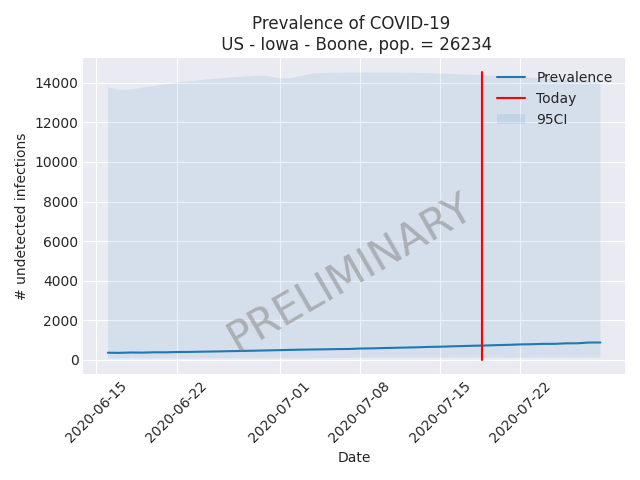 Prevalence of COVID-19
US - Iowa - Boone, pop. = 26234
14000
12000
10000
8000
6000
4000
2000
0
# undetected infections
Prevalence
Today
95CI
PRELIMINARY
2020-06-15
2020-06-22
2020-07-01
2020-07-08
2020-07-15
2020-07-22
Date